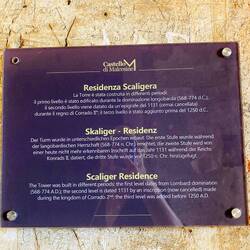 Castello
di Malcesine
Residenza Scaligera
La Torre è stata costruita in differenti periodi:
il primo livello è stato edificato durante la dominazione longobarda (568-774 d.C.);
il secondo livello viene datato da un'epigrafe del 1131 (ormai cancellata)
durante il regno di Corrado II°; il terzo livello è stato aggiunto prima del 1250 d.C.
Skaliger - Residenz
Der Turm wurde in unterschiedlichen Epochen erbaut. Die erste Stufe wurde während
der langobardischen Herrschaft (568-774 n. Chr.) errichtet, die zweite Stufe wird von
einer heute nicht mehr erkennbaren Inschrift auf das Jahr 1131 während der Reichs
Konrads II. datiert, die dritte Stufe wurde vor 1250 n. Chr. hinzugefügt.
Scaliger Residence
The Tower was built in different periods: the first level dates from Lombard domination
(568-774 A.D.); the second level is dated 1131 by an inscription (now cancelled) made
during the kingdom of Corrado 2nd; the third level was added before 1250 A.D.